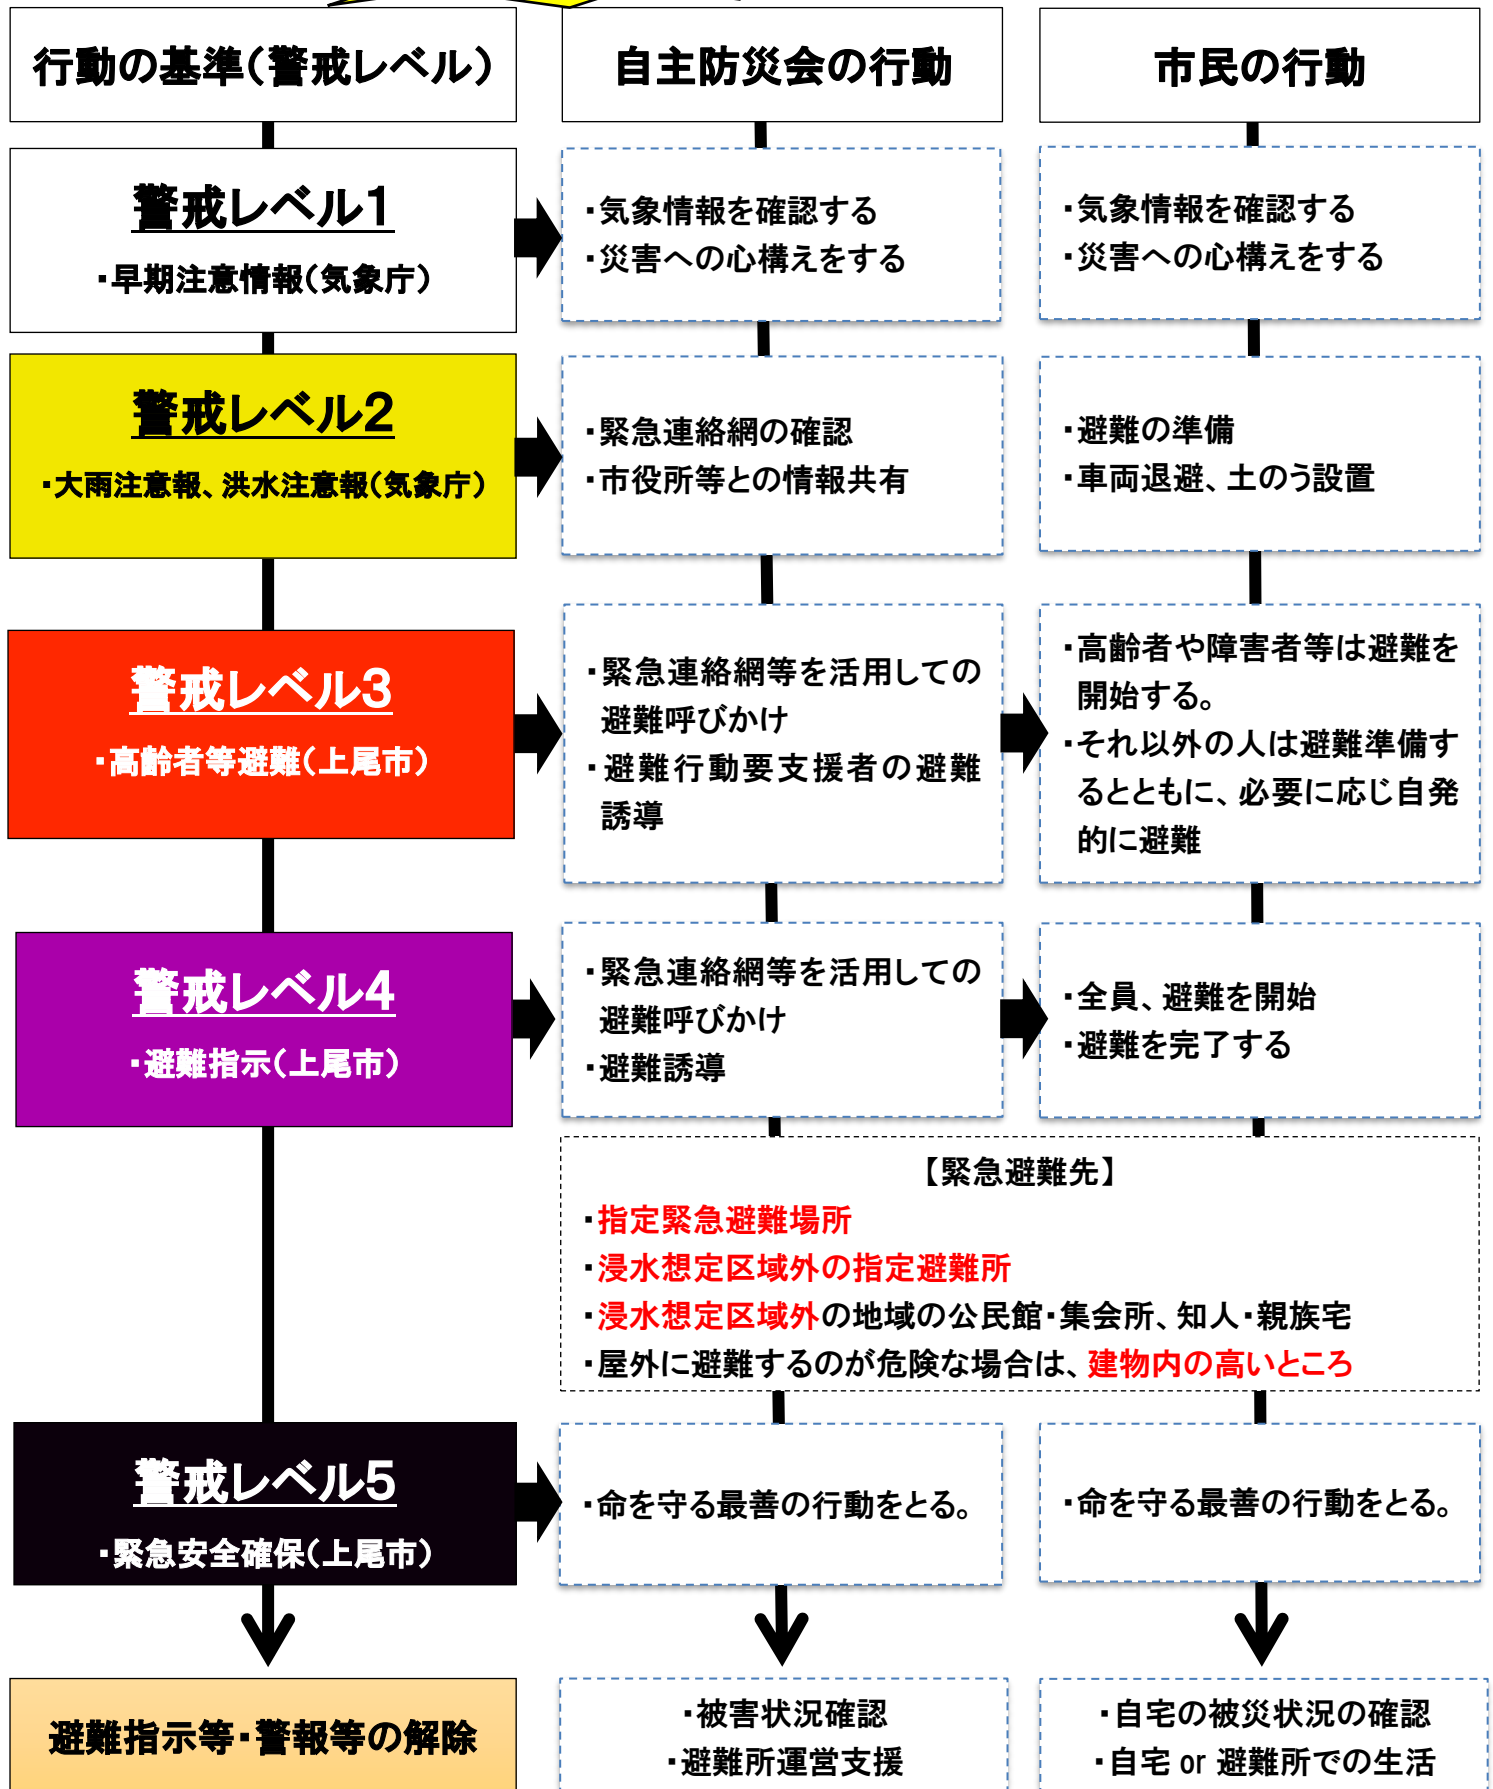 行動の基準(警戒レベル)
自主防災会の行動
市民の行動
警戒レベル1
・早期注意情報(気象庁)
・気象情報を確認する
・災害への心構えをする
・気象情報を確認する
・災害への心構えをする
警戒レベル2
・大雨注意報、洪水注意報(気象庁)
・緊急連絡網の確認
・市役所等との情報共有
・避難の準備
・車両退避、土のう設置
警戒レベル3
・高齢者等避難(上尾市)
・緊急連絡網等を活用しての
避難呼びかけ
・避難行動要支援者の避難
誘導
・高齢者や障害者等は避難を
開始する。
・それ以外の人は避難準備す
るとともに、必要に応じ自発
的に避難
警戒レベル4
・避難指示(上尾市)
・緊急連絡網等を活用しての
避難呼びかけ
・避難誘導
・全員、避難を開始
・避難を完了する
【緊急避難先】
・指定緊急避難場所
・浸水想定区域外の指定避難所
・浸水想定区域外の地域の公民館・集会所、知人・親族宅
・屋外に避難するのが危険な場合は、建物内の高いところ
警戒レベル5
・緊急安全確保(上尾市)
・命を守る最善の行動をとる。
・命を守る最善の行動をとる。
避難指示等・警報等の解除
・被害状況確認
・避難所運営支援
・自宅の被災状況の確認
・自宅 or 避難所での生活